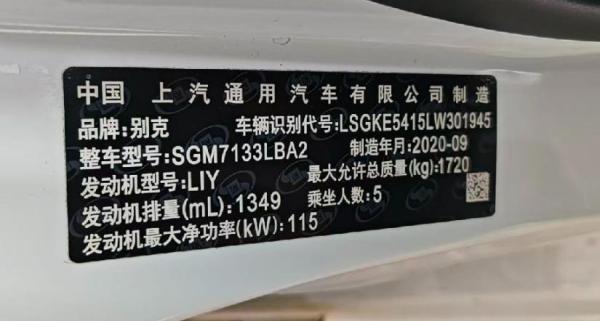 中国 上汽通用汽车有限公司制造
品牌:别克 车辆识别代号:LSGKE5415LW301945
整车型号:SGM7133LBA2 制造年月:2020-09
发动机型号:LIY 最大允许总质量(kg):1720
发动机排量(mL):1349 乘坐人数:5
发动机最大净功率(kW):115